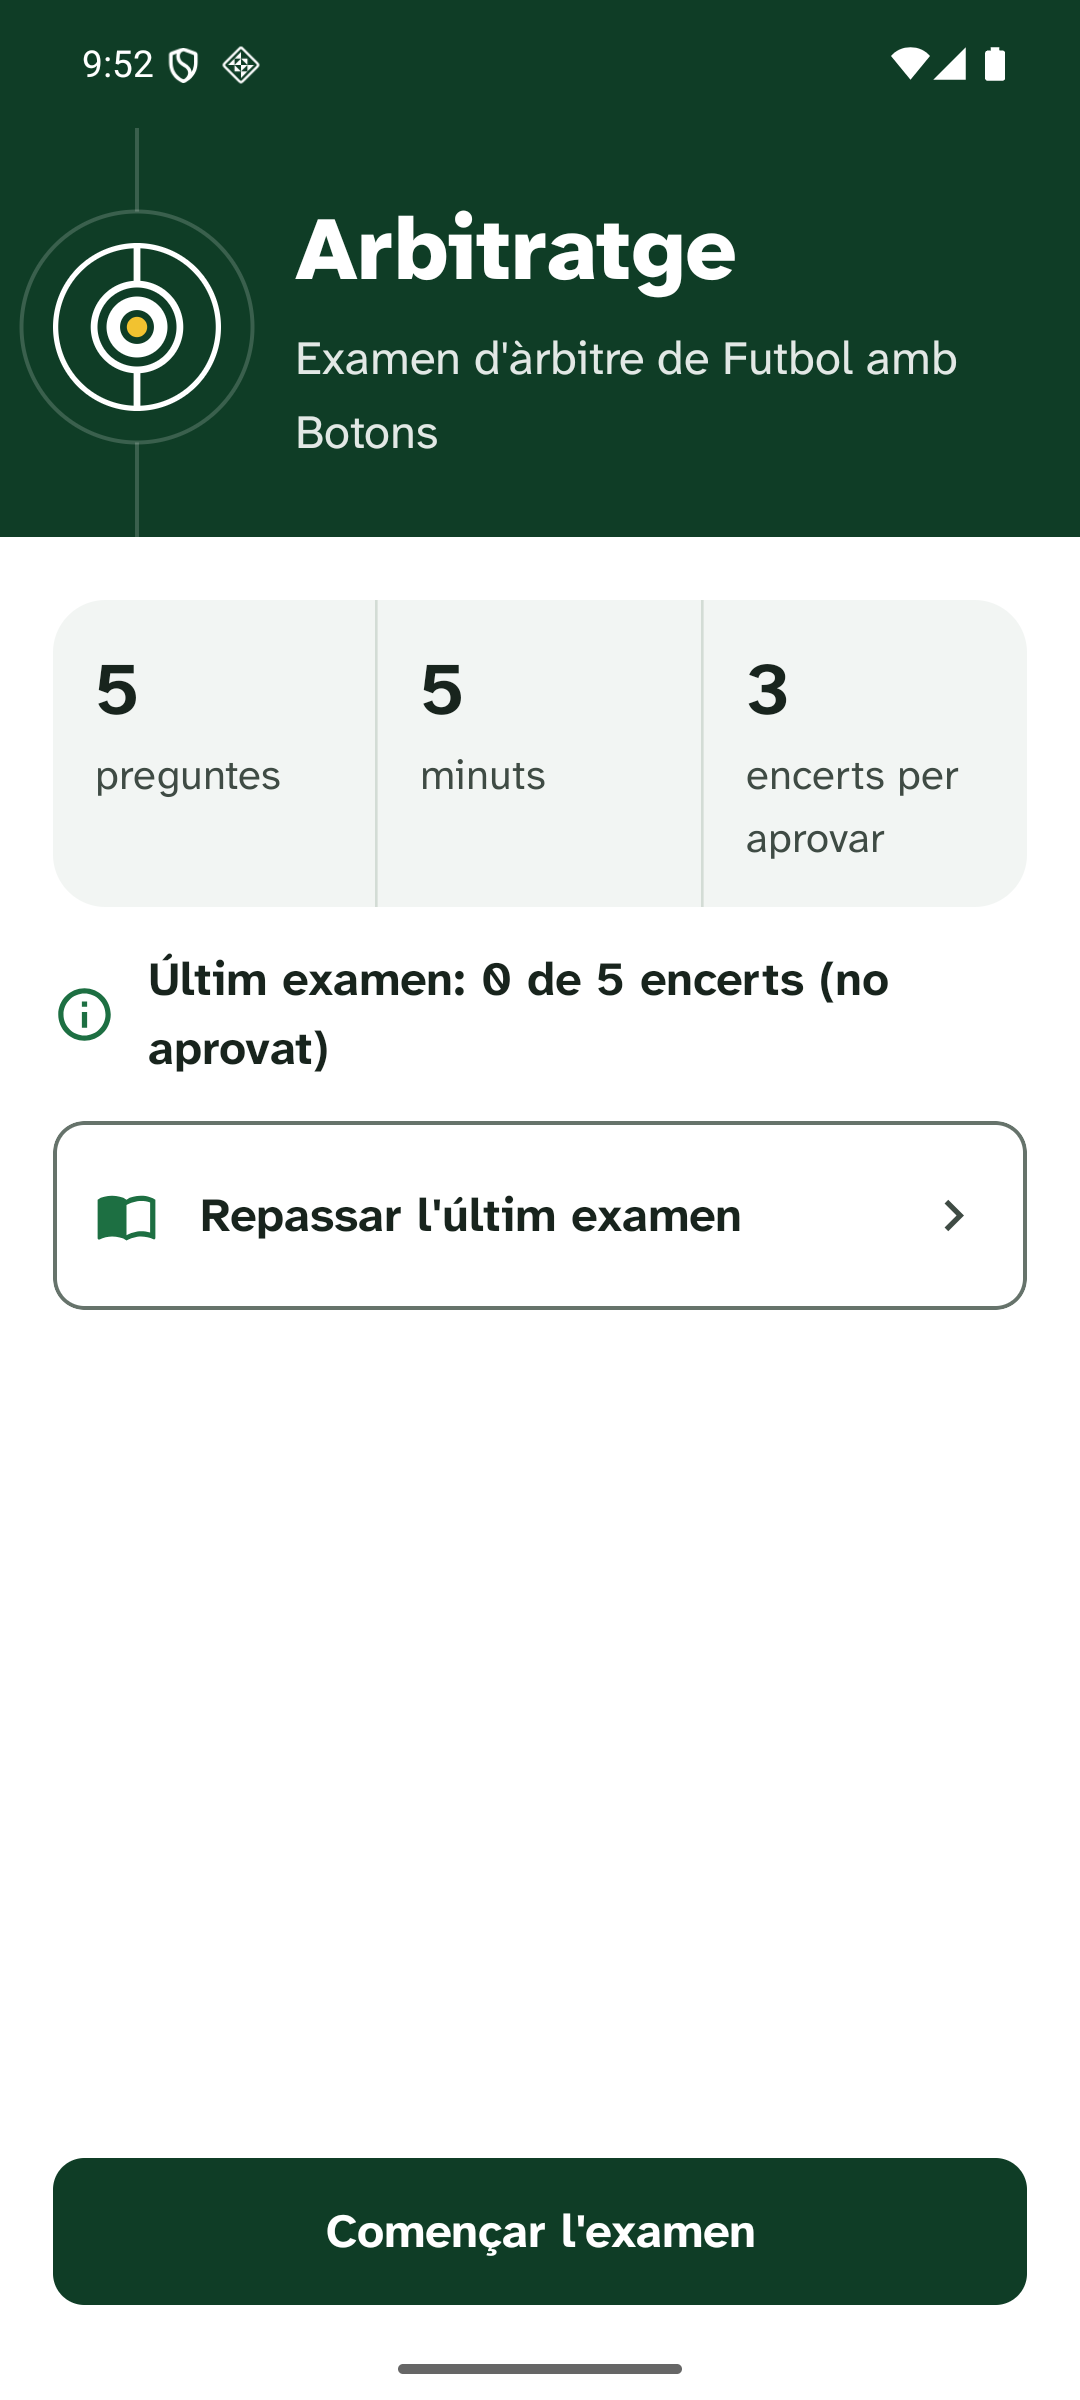 9:52
Arbitratge
Examen d'àrbitre de Futbol amb
Botons
5
preguntes
5
minuts
3
encerts per
aprovar
Últim examen: 0 de 5 encerts (no
aprovat)
Repassar l'últim examen
Començar l'examen